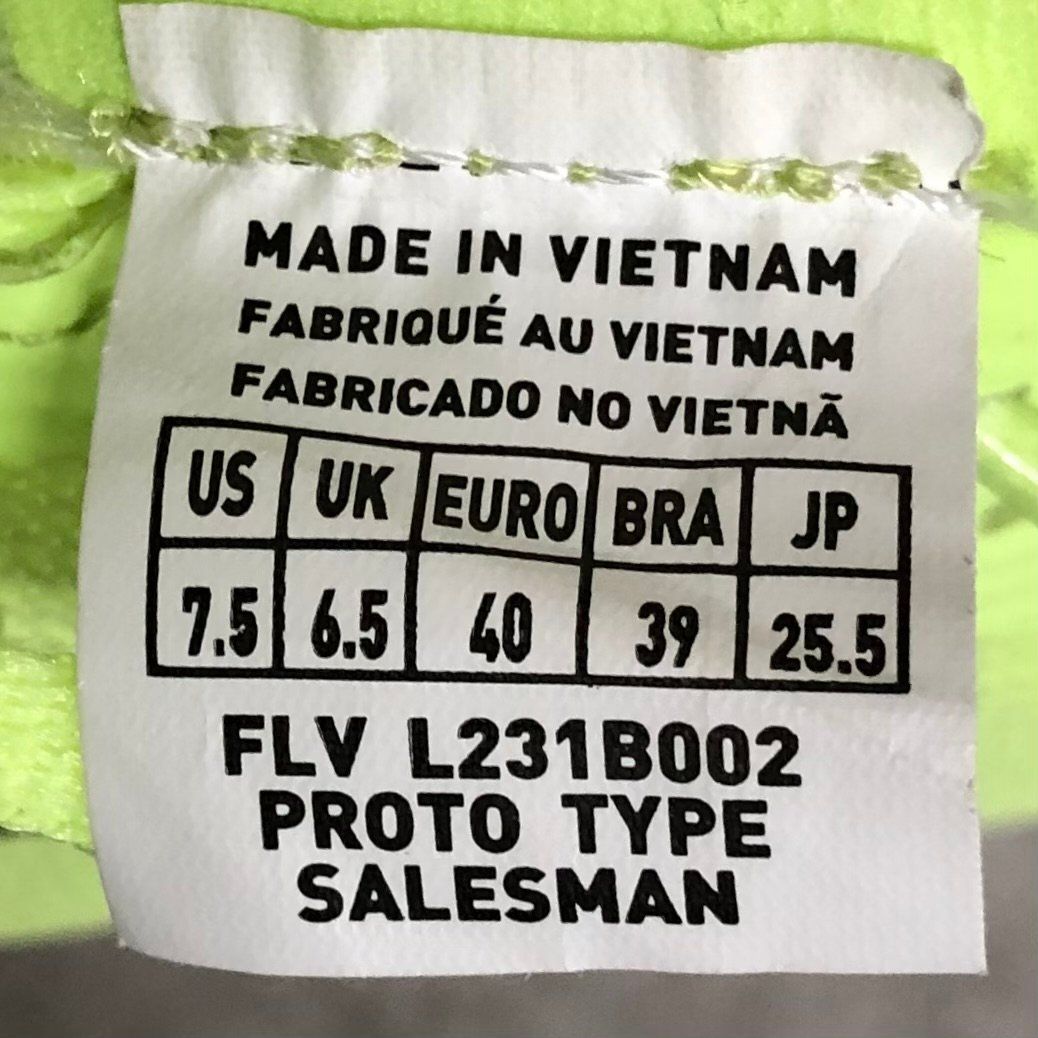 MADE IN VIETNAM
FABRIQUÉ AU VIETNAM
FABRICADO NO VIETNÃ
US UK EURO BRA JP
7.5 6.5 40 39 25.5
FLV L231B002
PROTO TYPE
SALESMAN